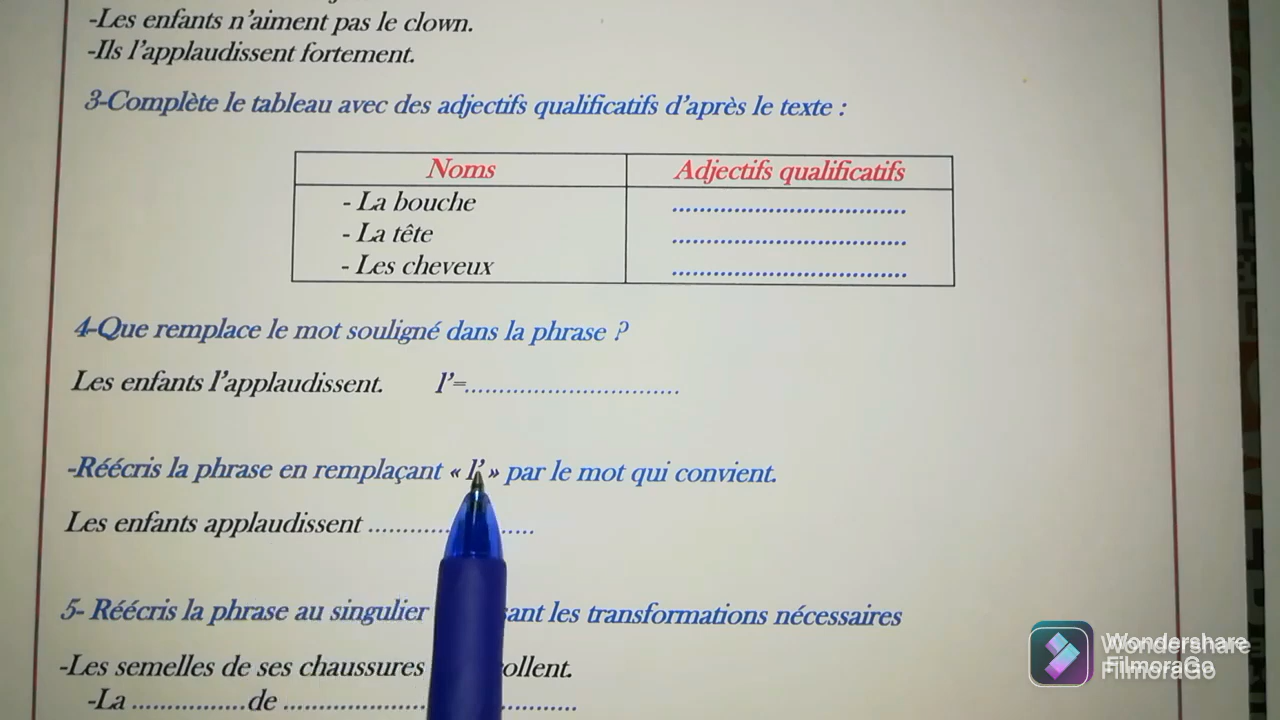 -Les enfants n'aiment pas le clown.
-Ils l'applaudissent fortement.
3-Complète le tableau avec des adjectifs qualificatifs d'après le texte :
Noms Adjectifs qualificatifs
- La bouche ..................................
- La tête ..................................
- Les cheveux ..................................
4-Que remplace le mot souligné dans la phrase ?
Les enfants l'applaudissent. l'=...............................
-Réécris la phrase en remplaçant « l' » par le mot qui convient.
Les enfants applaudissent .................
5- Réécris la phrase au singulier les transformations nécessaires
-Les semelles de ses chaussures
-La .................de ..................................
Wondershare
FilmoraGo